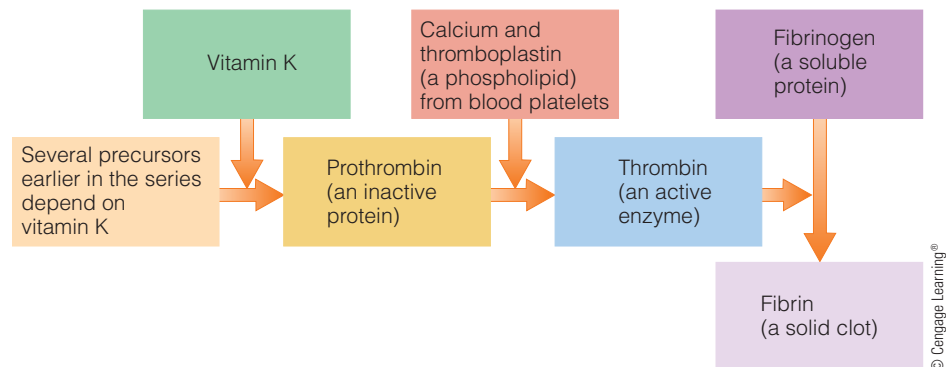 Vitamin K
Calcium and
thromboplastin
(a phospholipid)
from blood platelets
Fibrinogen
(a soluble
protein)
Several precursors
earlier in the series
depend on
vitamin K
Prothrombin
(an inactive
protein)
Thrombin
(an active
enzyme)
Fibrin
(a solid clot)
© Cengage Learning®